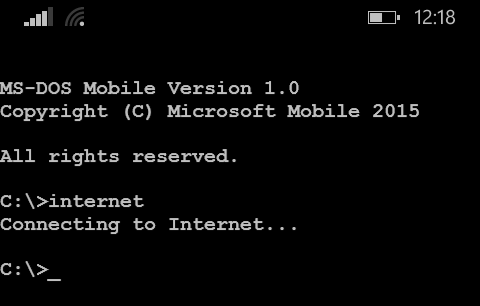 12:18
MS-DOS Mobile Version 1.0
Copyright (C) Microsoft Mobile 2015
All rights reserved.
C:\>internet
Connecting to Internet...
C:\>_